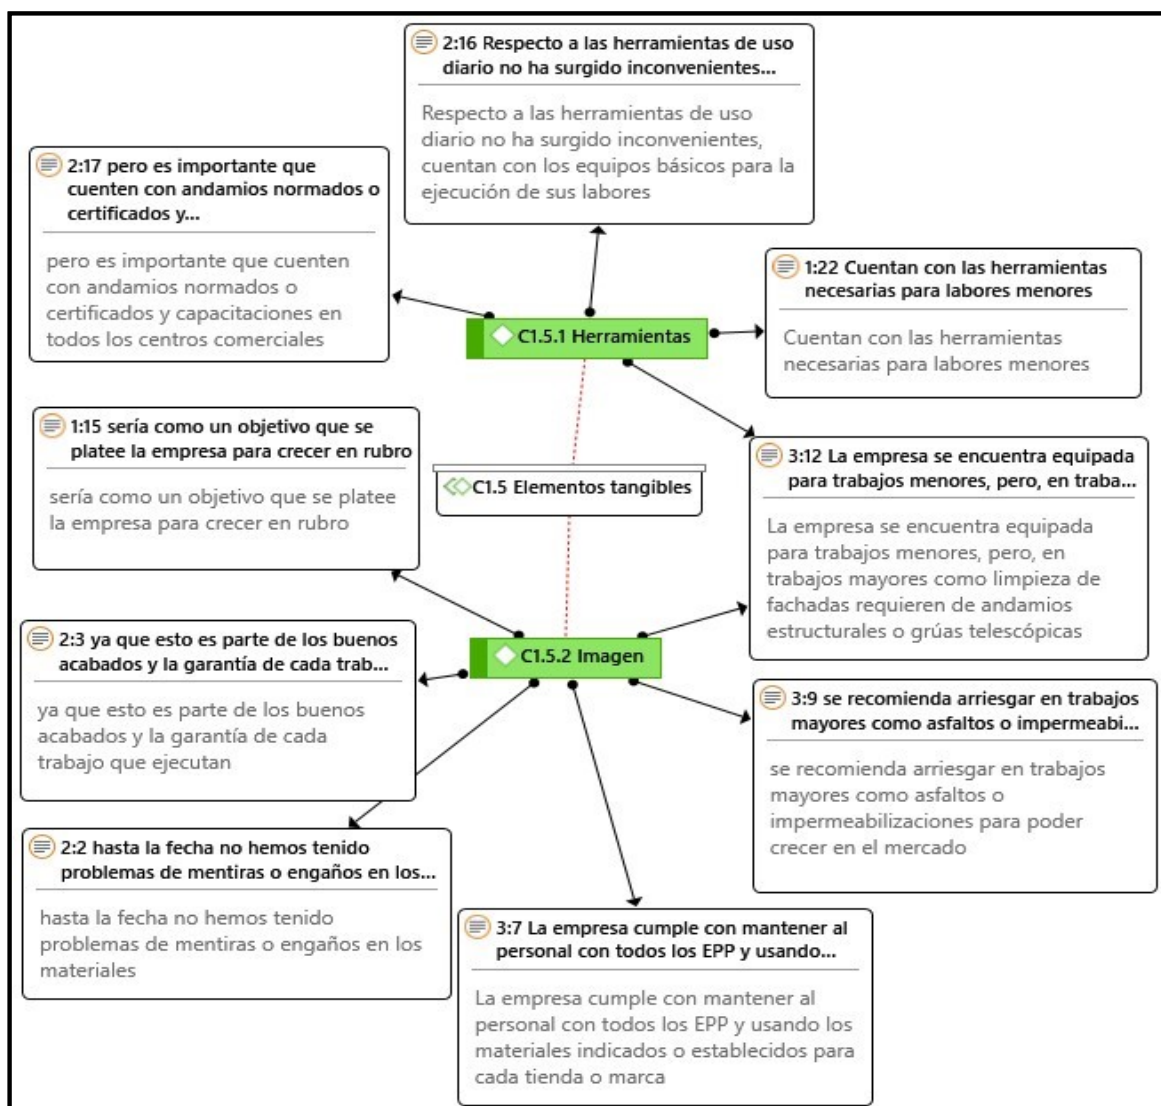 2:16 Respecto a las herramientas de uso
diario no ha surgido inconvenientes...
Respecto a las herramientas de uso
diario no ha surgido inconvenientes,
cuentan con los equipos básicos para la
ejecución de sus labores
2:17 pero es importante que
cuenten con andamios normados o
certificados y...
pero es importante que cuenten
con andamios normados o
certificados y capacitaciones en
todos los centros comerciales
1:22 Cuentan con las herramientas
necesarias para labores menores
Cuentan con las herramientas
necesarias para labores menores
C1.5.1 Herramientas
1:15 sería como un objetivo que se
platee la empresa para crecer en rubro
sería como un objetivo que se platee
la empresa para crecer en rubro
C1.5 Elementos tangibles
3:12 La empresa se encuentra equipada
para trabajos menores, pero, en traba...
La empresa se encuentra equipada
para trabajos menores, pero, en
trabajos mayores como limpieza de
fachadas requieren de andamios
estructurales o grúas telescópicas
2:3 ya que esto es parte de los buenos
acabados y la garantía de cada trab...
ya que esto es parte de los buenos
acabados y la garantía de cada
trabajo que ejecutan
C1.5.2 Imagen
3:9 se recomienda arriesgar en trabajos
mayores como asfaltos o impermeabi...
se recomienda arriesgar en trabajos
mayores como asfaltos o
impermeabilizaciones para poder
crecer en el mercado
2:2 hasta la fecha no hemos tenido
problemas de mentiras o engaños en los...
hasta la fecha no hemos tenido
problemas de mentiras o engaños en los
materiales
3:7 La empresa cumple con mantener al
personal con todos los EPP y usando...
La empresa cumple con mantener al
personal con todos los EPP y usando los
materiales indicados o establecidos para
cada tienda o marca